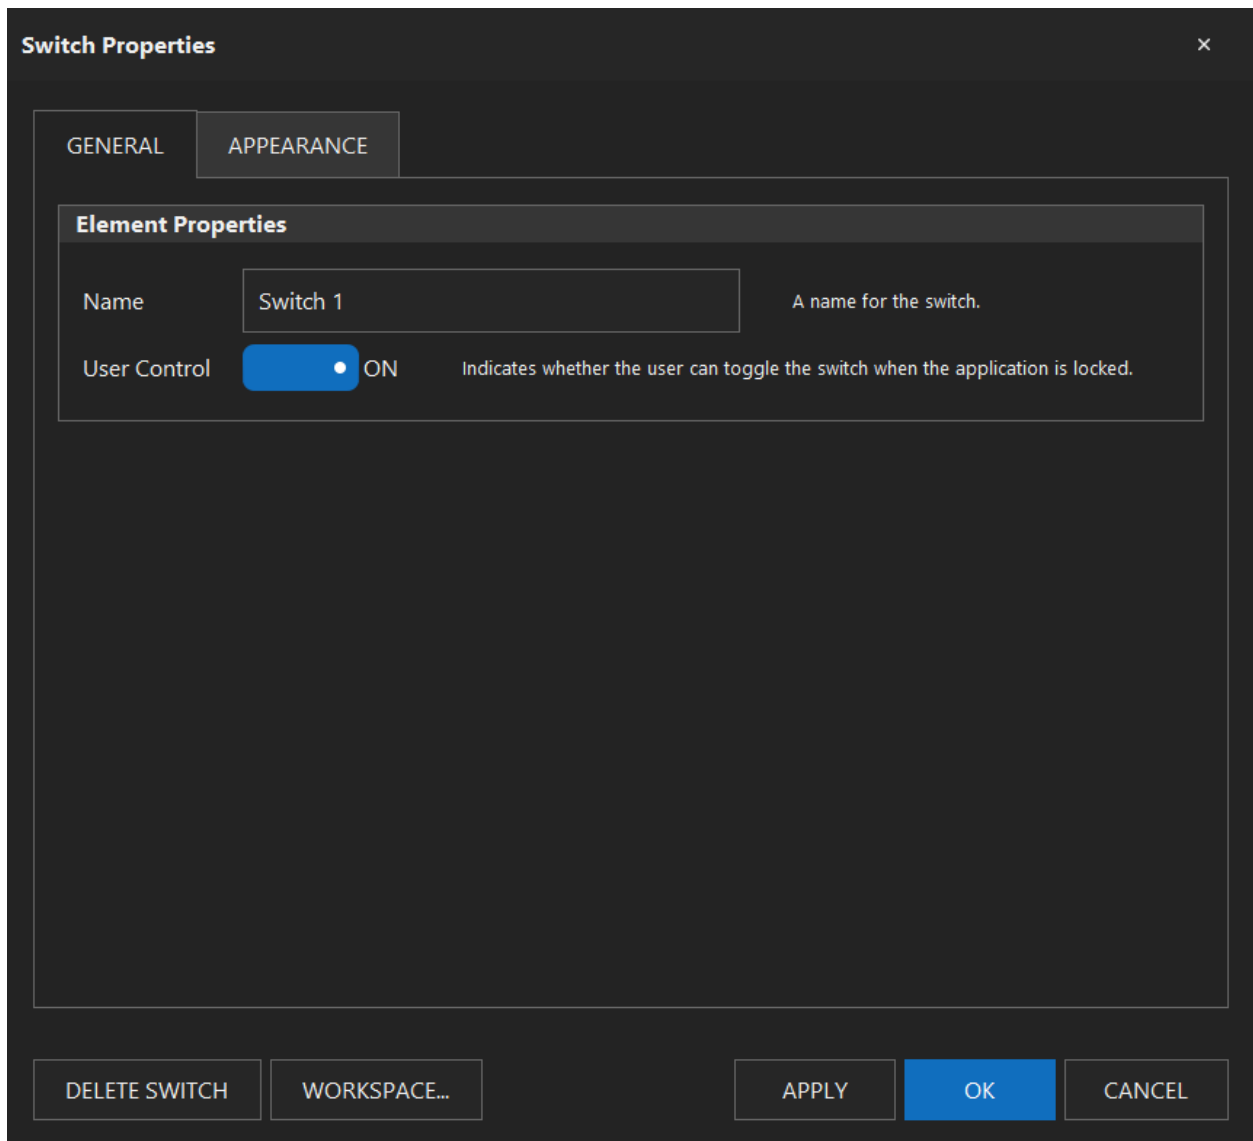 Switch Properties ×
GENERAL APPEARANCE
Element Properties
Name Switch 1 A name for the switch.
User Control ON Indicates whether the user can toggle the switch when the application is locked.
DELETE SWITCH WORKSPACE... APPLY OK CANCEL